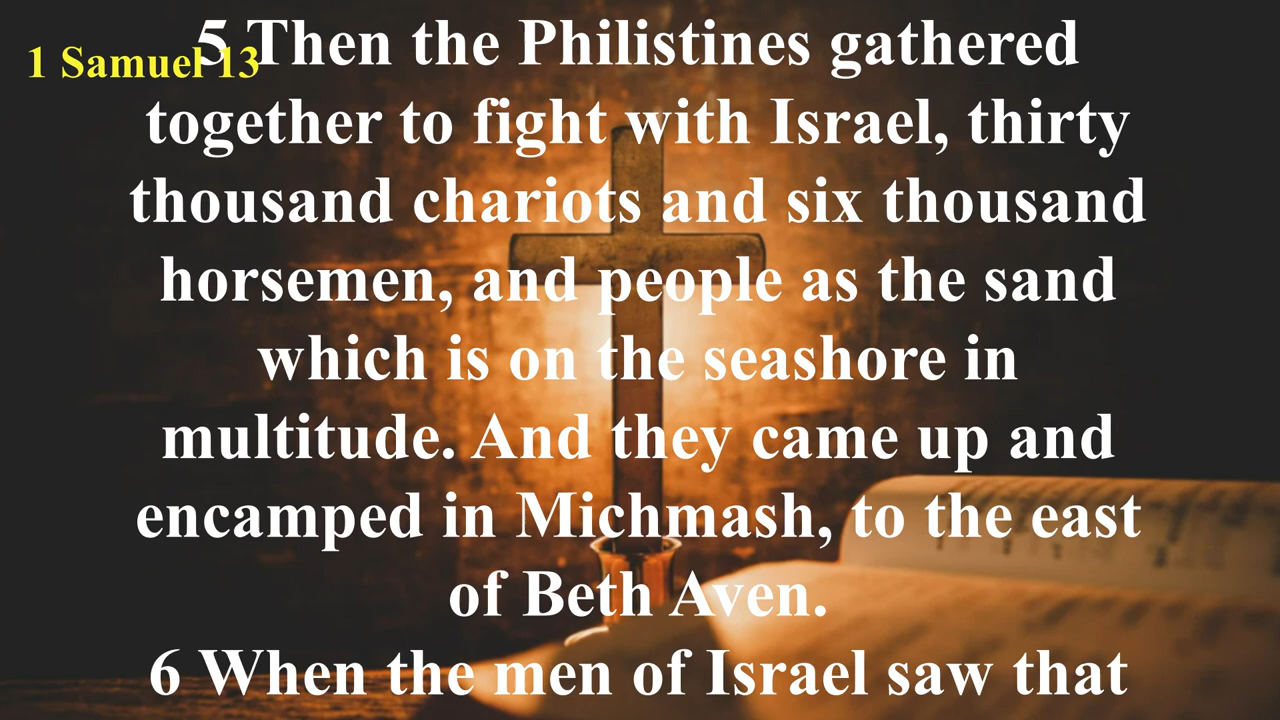 1 Samuel 13
5 Then the Philistines gathered
together to fight with Israel, thirty
thousand chariots and six thousand
horsemen, and people as the sand
which is on the seashore in
multitude. And they came up and
encamped in Michmash, to the east
of Beth Aven.
6 When the men of Israel saw that